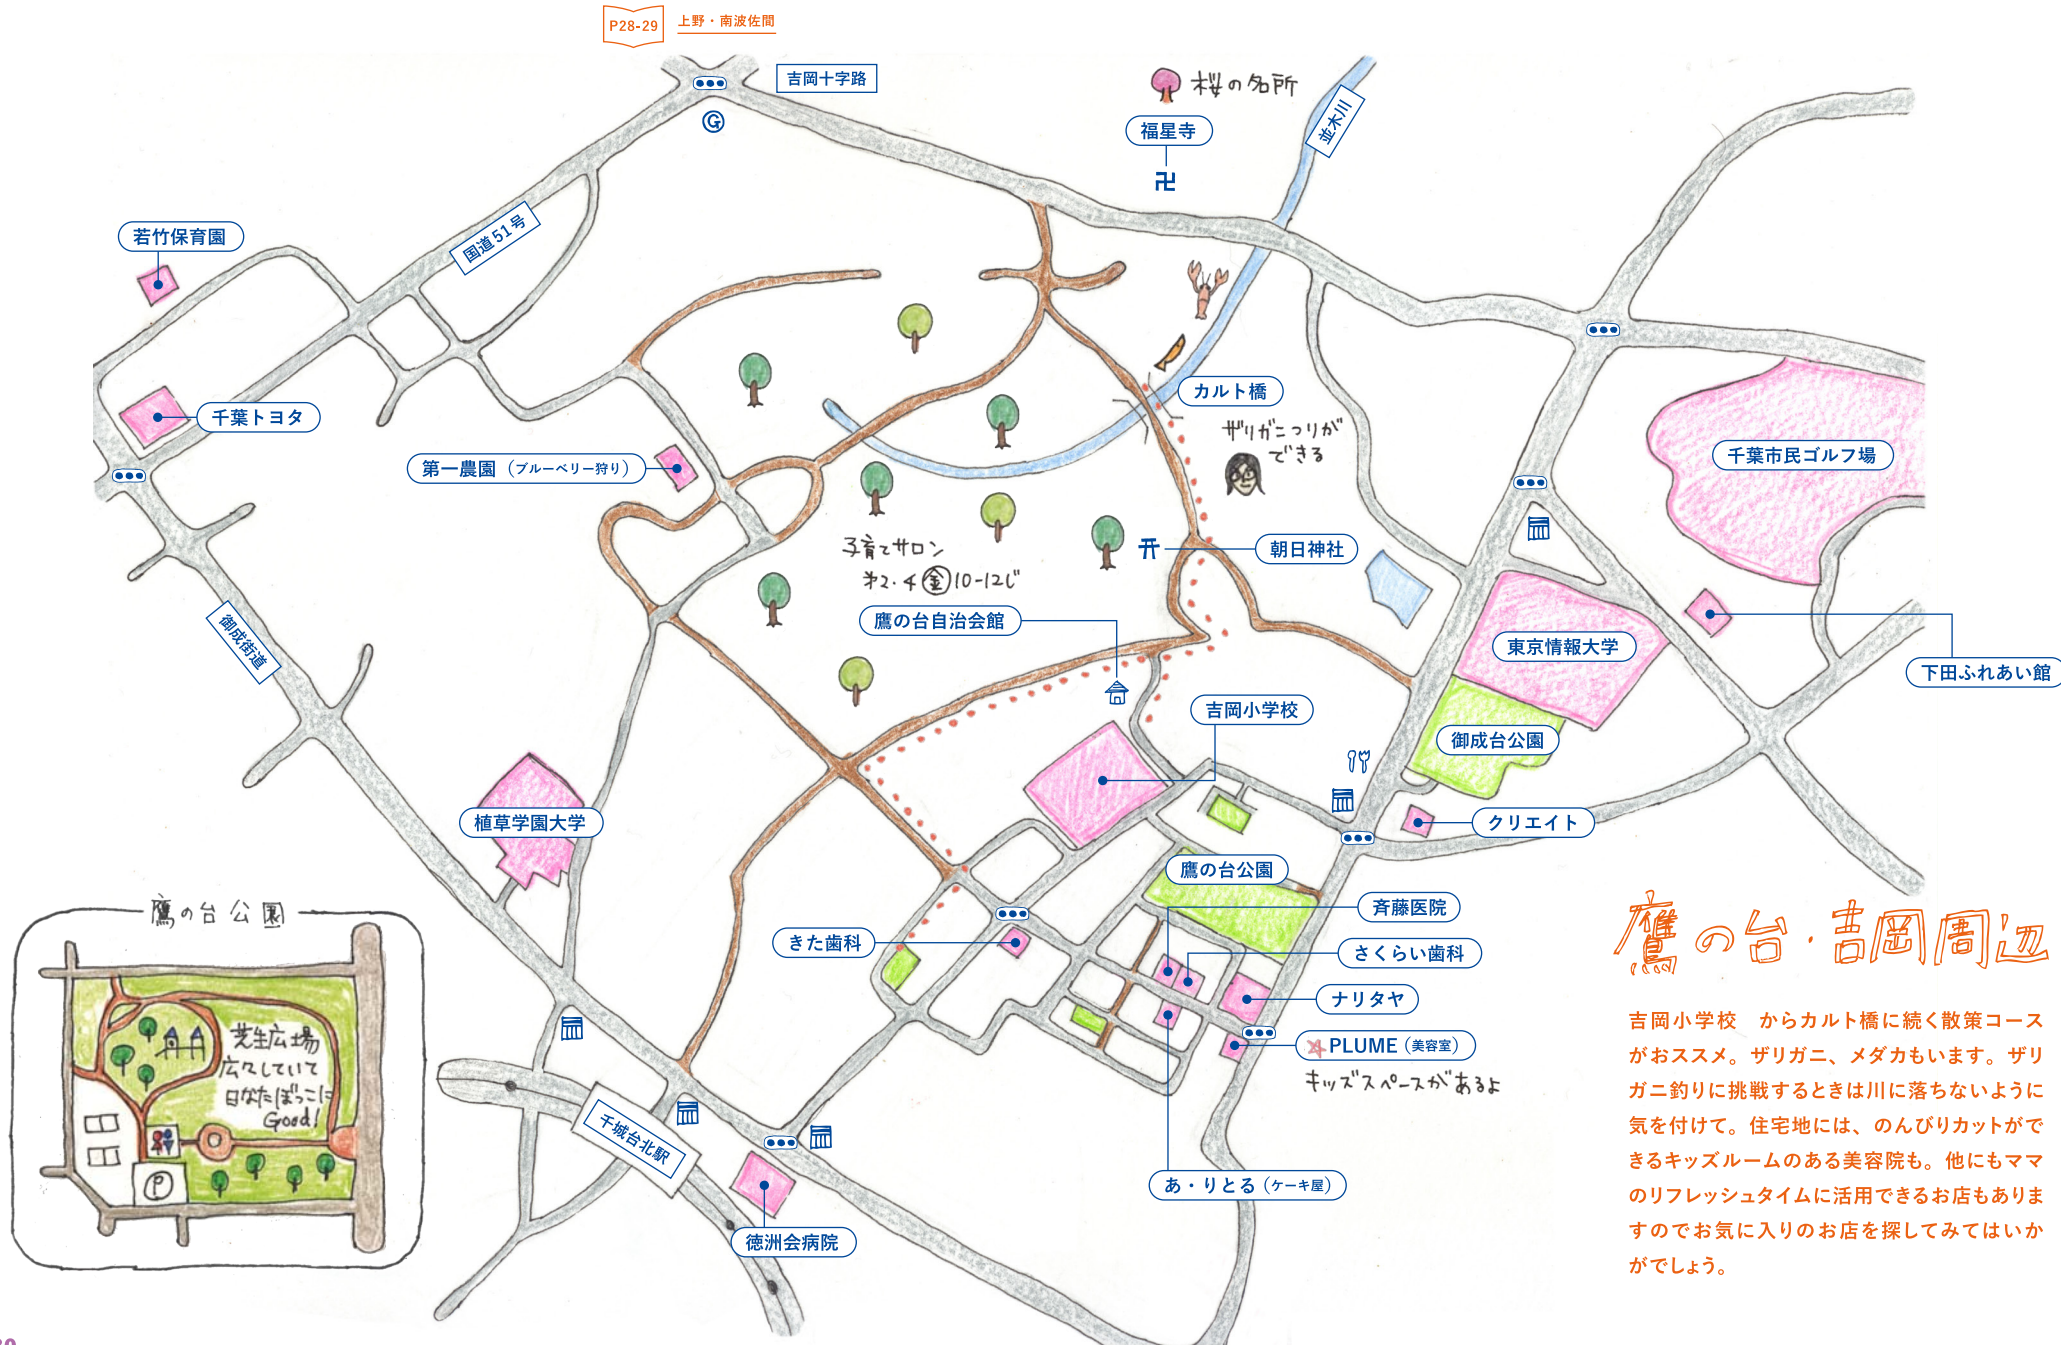 P28-29 上野・南波佐間
吉岡十字路
桜の名所
福星寺
並木川
若竹保育園
国道51号
千葉トヨタ
カルト橋
ザリガニつりが
できる
第一農園（ブルーベリー狩り）
千葉市民ゴルフ場
子育てサロン
第2・4金10-12じ
朝日神社
鷹の台自治会館
御成街道
東京情報大学
下田ふれあい館
吉岡小学校
御成台公園
植草学園大学
クリエイト
鷹の台公園
斉藤医院
きた歯科
さくらい歯科
ナリタヤ
PLUME（美容室）
キッズスペースがあるよ
千城台北駅
あ・りとる（ケーキ屋）
徳洲会病院
鷹の台公園
芝生広場
広々していて
日なたぼっこに
Good!
P
鷹の台・吉岡周辺
吉岡小学校　からカルト橋に続く散策コース
がおススメ。ザリガニ、メダカもいます。ザリ
ガニ釣りに挑戦するときは川に落ちないように
気を付けて。住宅地には、のんびりカットがで
きるキッズルームのある美容院も。他にもママ
のリフレッシュタイムに活用できるお店もありま
すのでお気に入りのお店を探してみてはいか
がでしょう。